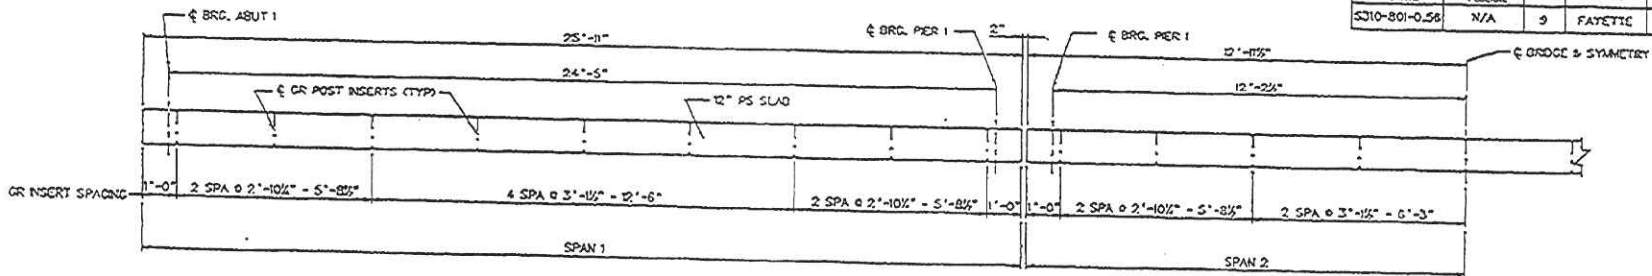 S310-801-0.56 N/A 9 FAYETTE
℄ BRG. ABUT 1
25'-11"
℄ BRG. PIER 1
2"
℄ BRG. PIER 1
12'-11½"
℄ BRIDGE & SYMMETRY
24'-5"
12'-2½"
℄ GR POST INSERTS (TYP)
12" PS SLAB
GR INSERT SPACING
1'-0"
2 SPA @ 2'-10¼" = 5'-8½"
4 SPA @ 3'-1½" = 12'-6"
2 SPA @ 2'-10¼" = 5'-8½"
1'-0"
1'-0"
2 SPA @ 2'-10¼" = 5'-8½"
2 SPA @ 3'-1½" = 6'-3"
SPAN 1
SPAN 2